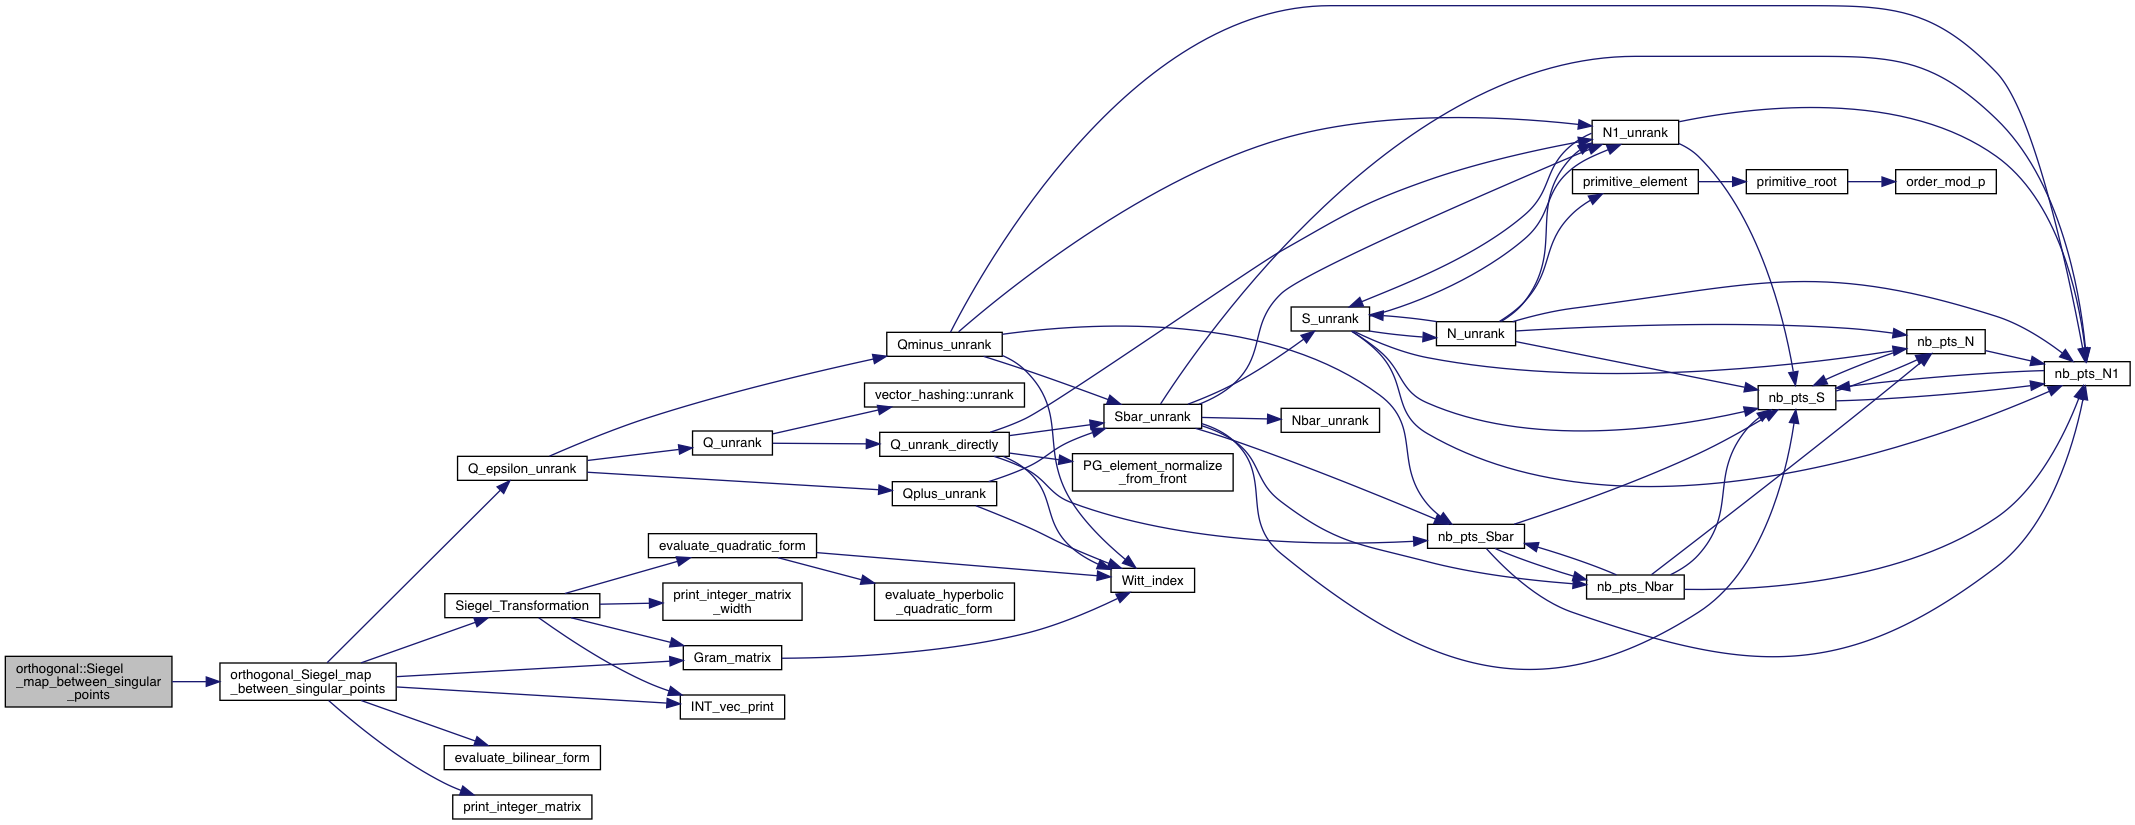 orthogonal::Siegel
_map_between_singular
_points
orthogonal_Siegel_map
_between_singular_points
Q_epsilon_unrank
Siegel_Transformation
evaluate_bilinear_form
print_integer_matrix
Q_unrank
evaluate_quadratic_form
print_integer_matrix
_width
Gram_matrix
INT_vec_print
Qminus_unrank
vector_hashing::unrank
Q_unrank_directly
Qplus_unrank
evaluate_hyperbolic
_quadratic_form
Sbar_unrank
PG_element_normalize
_from_front
Witt_index
S_unrank
Nbar_unrank
N_unrank
nb_pts_Sbar
N1_unrank
primitive_element
nb_pts_Nbar
primitive_root
nb_pts_S
order_mod_p
nb_pts_N
nb_pts_N1